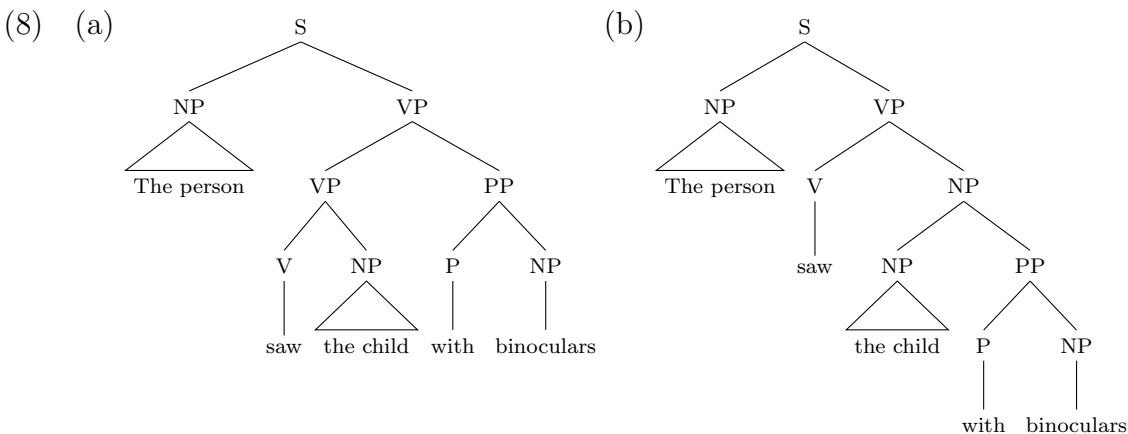 (8) (a) (b)
S S
NP VP NP VP
The person VP PP The person V NP
V NP P NP saw NP PP
saw the child with binoculars the child P NP
with binoculars